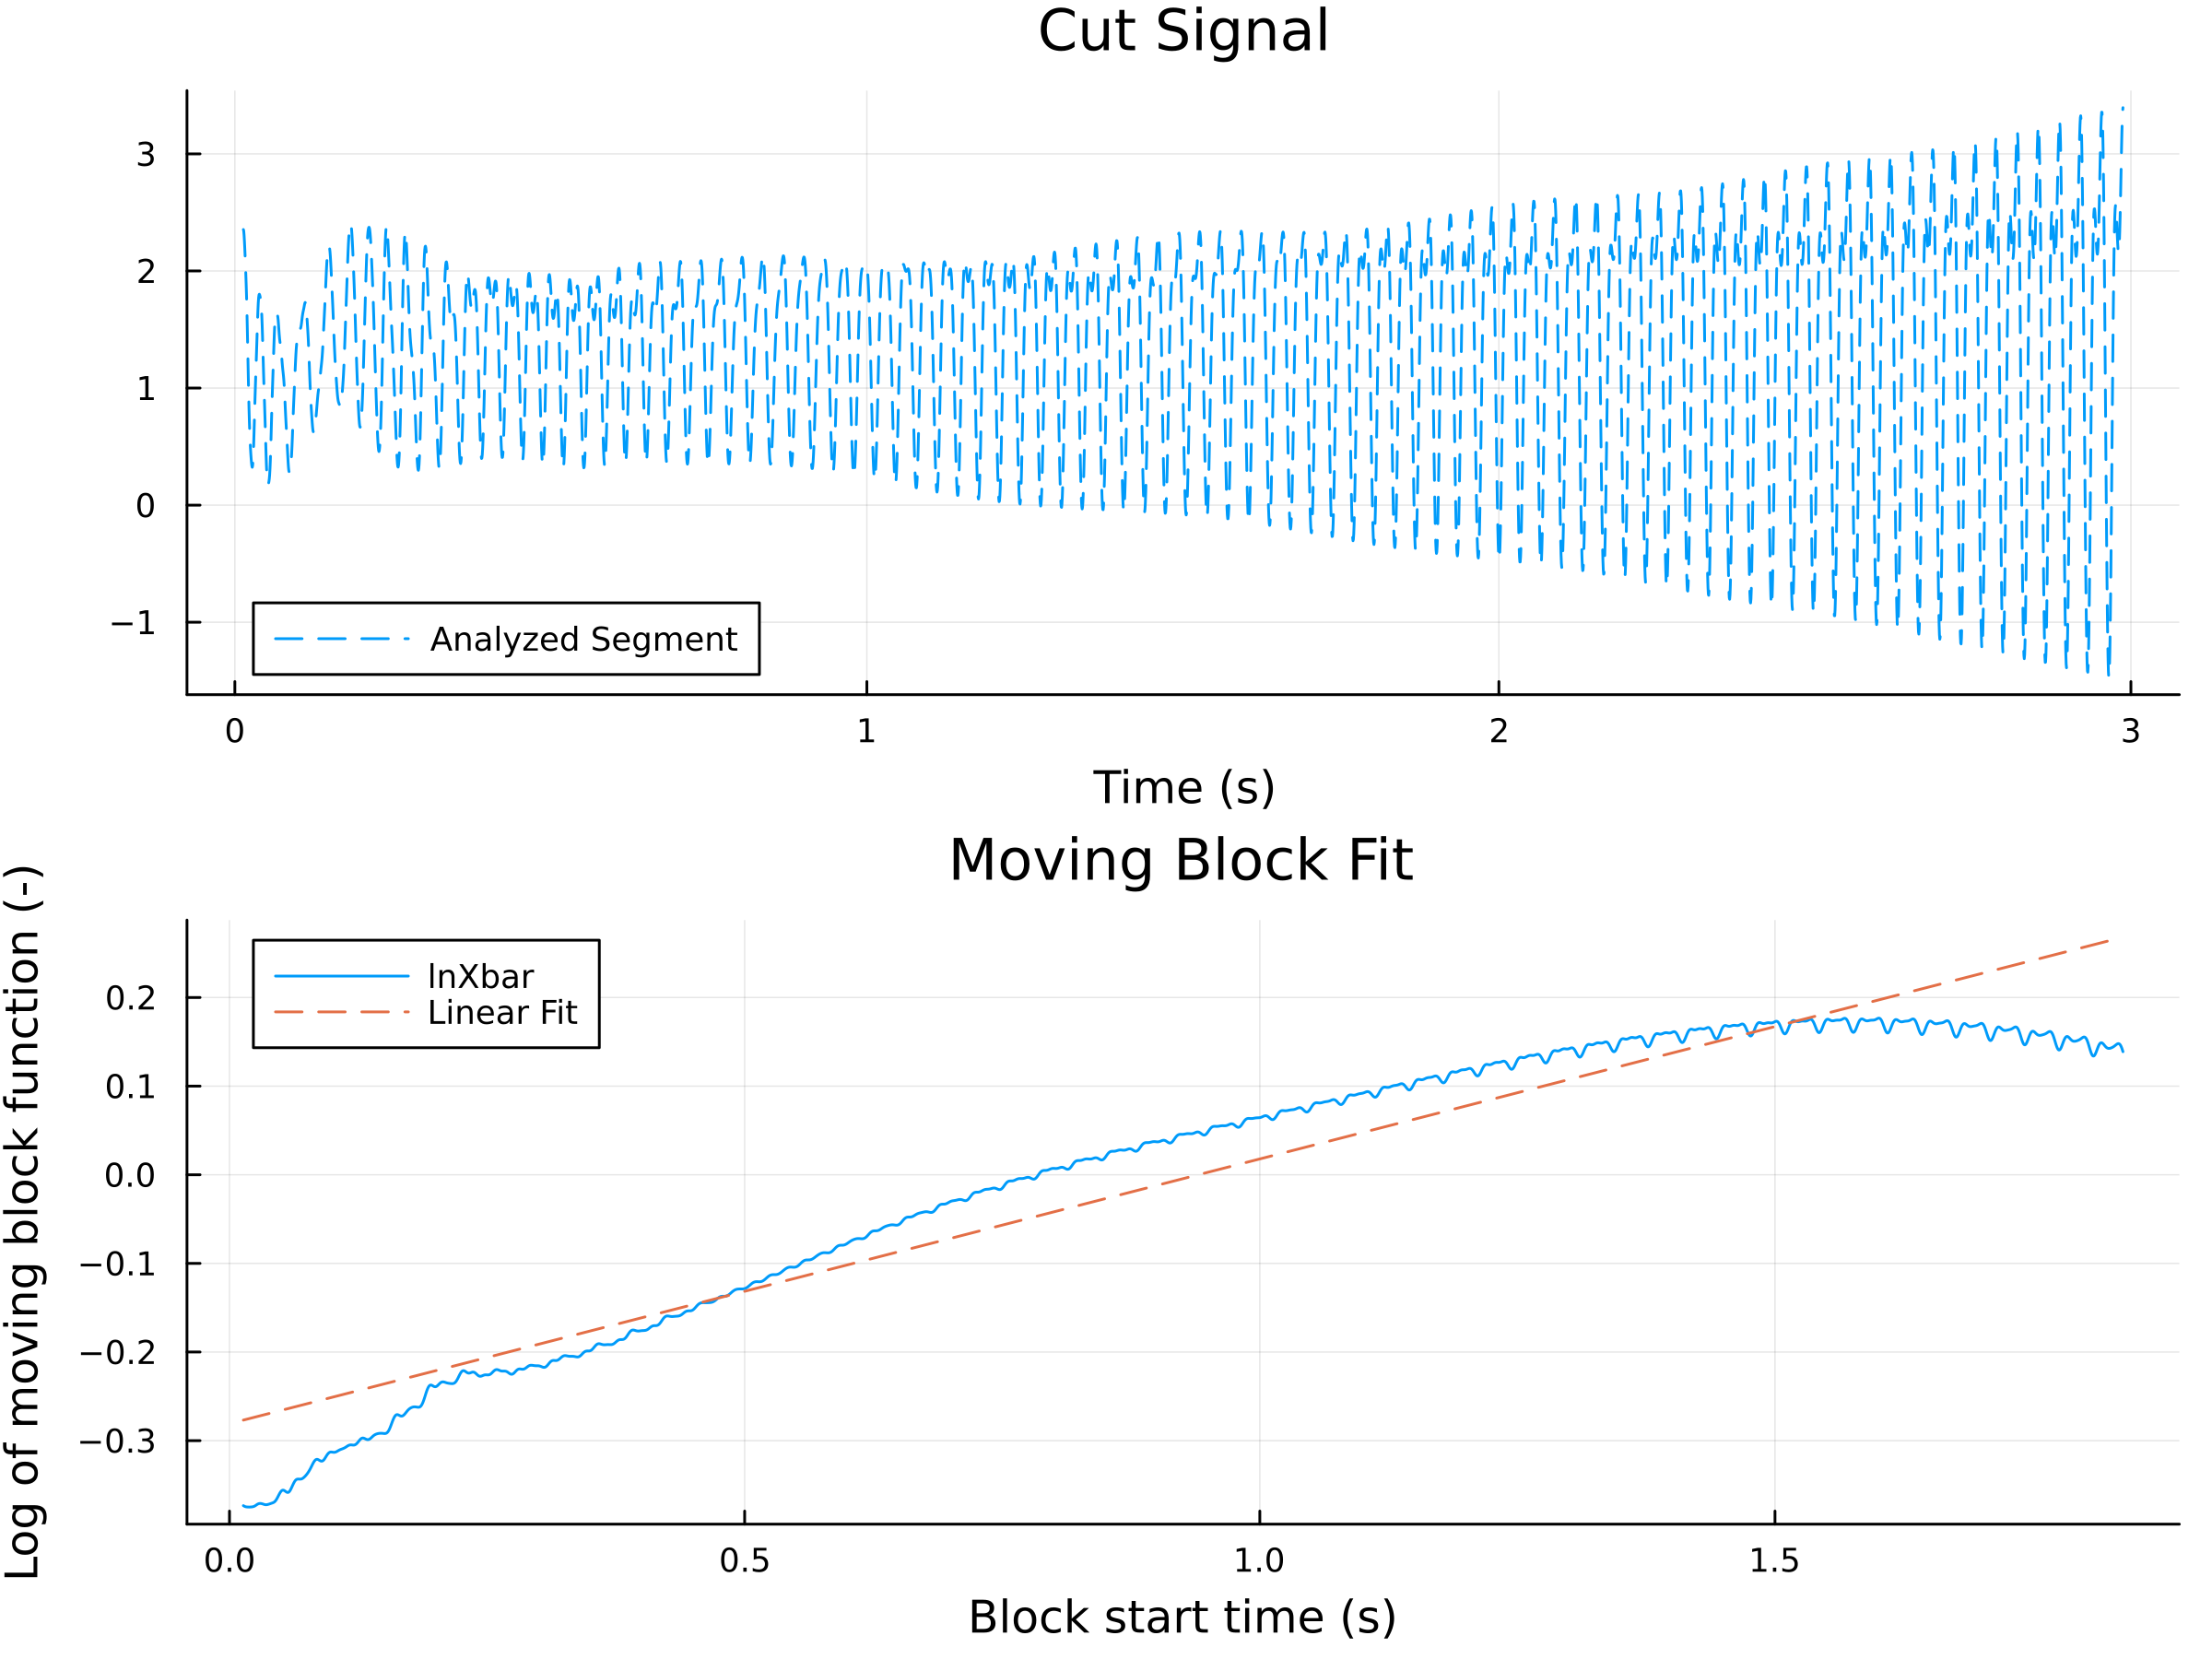 Cut Signal
3
2
1
0
−1
Analyzed Segment
0 1 2 3
Time (s)
Moving Block Fit
Log of moving block function (-)
lnXbar
Linear Fit
0.2
0.1
0.0
−0.1
−0.2
−0.3
0.0 0.5 1.0 1.5
Block start time (s)